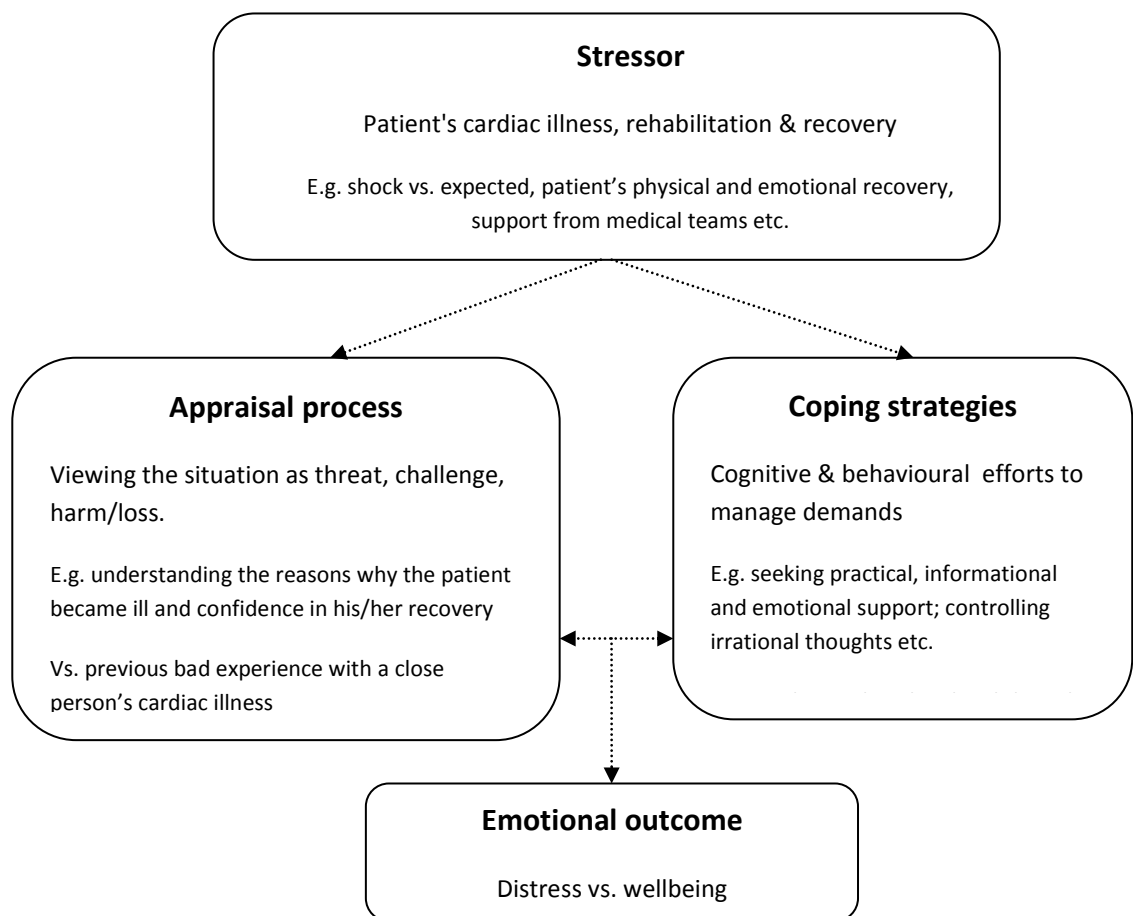 Stressor
Patient's cardiac illness, rehabilitation & recovery
E.g. shock vs. expected, patient’s physical and emotional recovery,
support from medical teams etc.
Appraisal process
Viewing the situation as threat, challenge,
harm/loss.
E.g. understanding the reasons why the patient
became ill and confidence in his/her recovery
Vs. previous bad experience with a close
person’s cardiac illness
Coping strategies
Cognitive & behavioural efforts to
manage demands
E.g. seeking practical, informational
and emotional support; controlling
irrational thoughts etc.
Emotional outcome
Distress vs. wellbeing